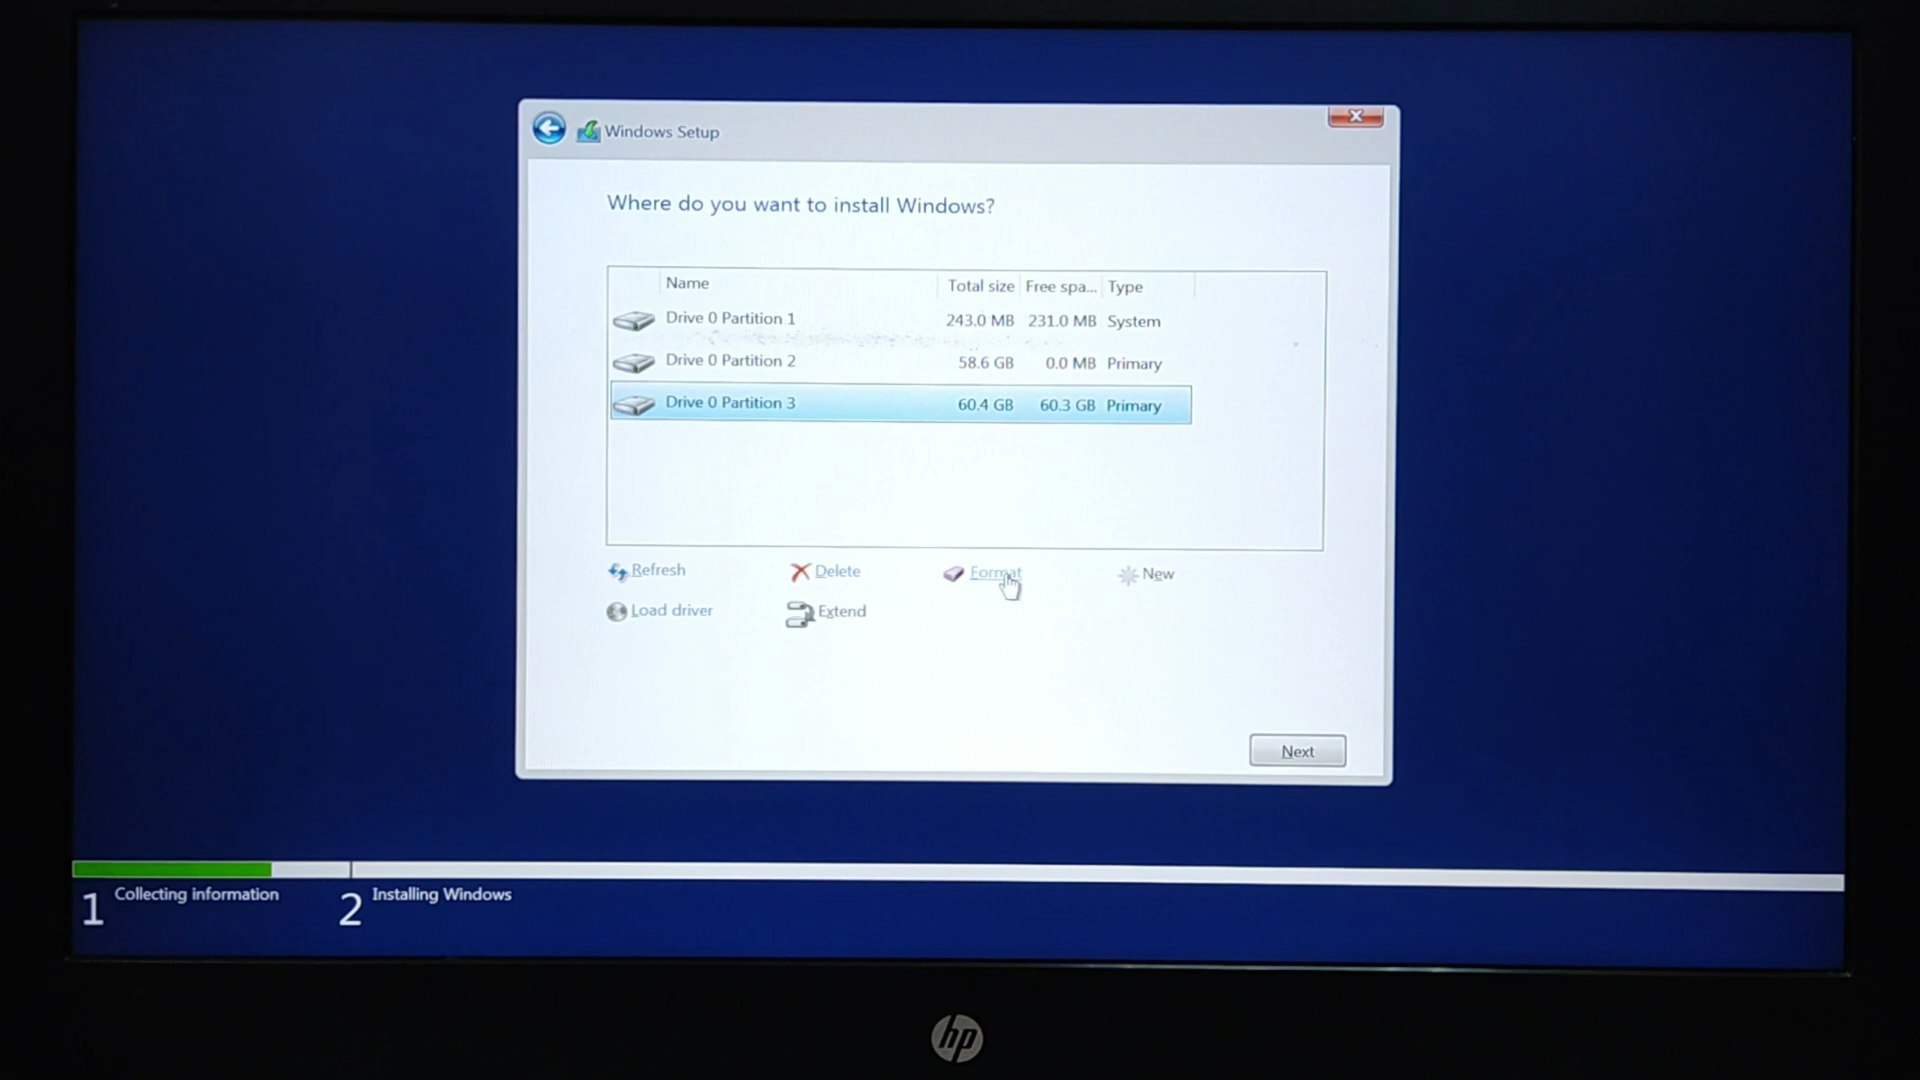 Windows Setup
Where do you want to install Windows?
Name Total size Free spa... Type
Drive 0 Partition 1 243.0 MB 231.0 MB System
Drive 0 Partition 2 58.6 GB 0.0 MB Primary
Drive 0 Partition 3 60.4 GB 60.3 GB Primary
Refresh Delete Format New
Load driver Extend
Next
1 Collecting information 2 Installing Windows
hp